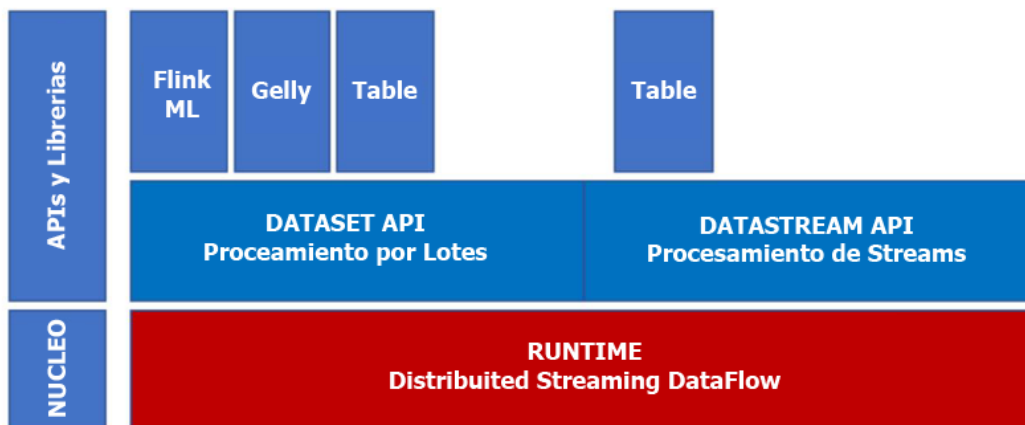 APIs y Librerias
Flink
ML
Gelly
Table
Table
DATASET API
Proceamiento por Lotes
DATASTREAM API
Procesamiento de Streams
NUCLEO
RUNTIME
Distribuited Streaming DataFlow